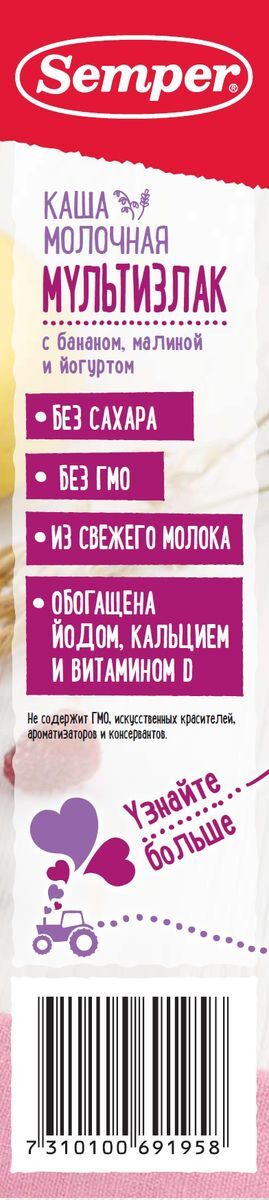 Semper®
КАША
МОЛОЧНАЯ
МУЛЬТИЗЛАК
с бананом, малиной
и йогуртом
• БЕЗ САХАРА
• БЕЗ ГМО
• ИЗ СВЕЖЕГО МОЛОКА
• ОБОГАЩЕНА
ЙОДОМ, КАЛЬЦИЕМ
И ВИТАМИНОМ D
Не содержит ГМО, искусственных красителей,
ароматизаторов и консервантов.
Узнайте
больше
7 310100 691958